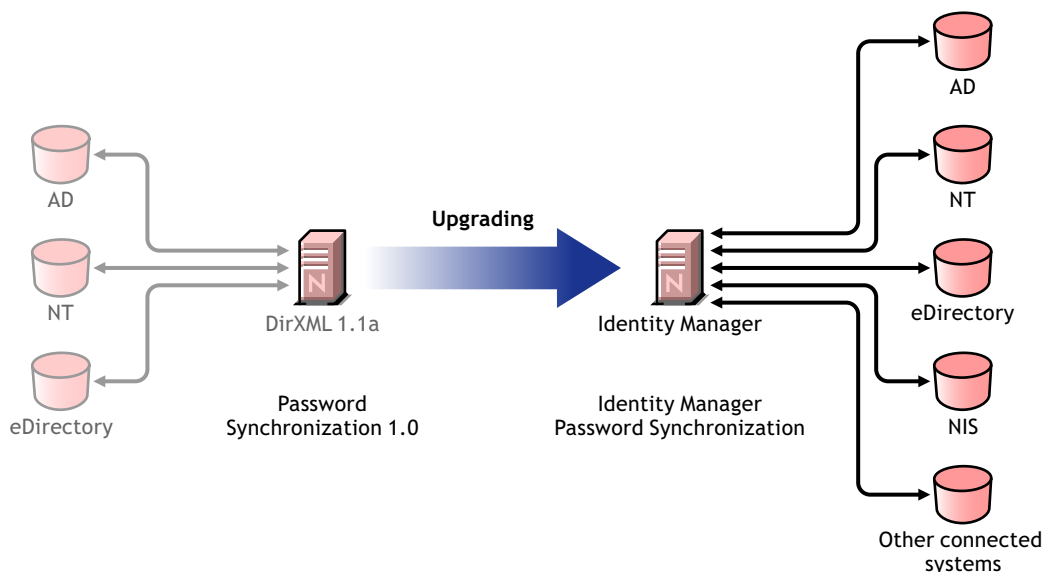 AD
NT
eDirectory
DirXML 1.1a
Password
Synchronization 1.0
Upgrading
N
N
Identity Manager
Identity Manager
Password Synchronization
AD
NT
eDirectory
NIS
Other connected
systems